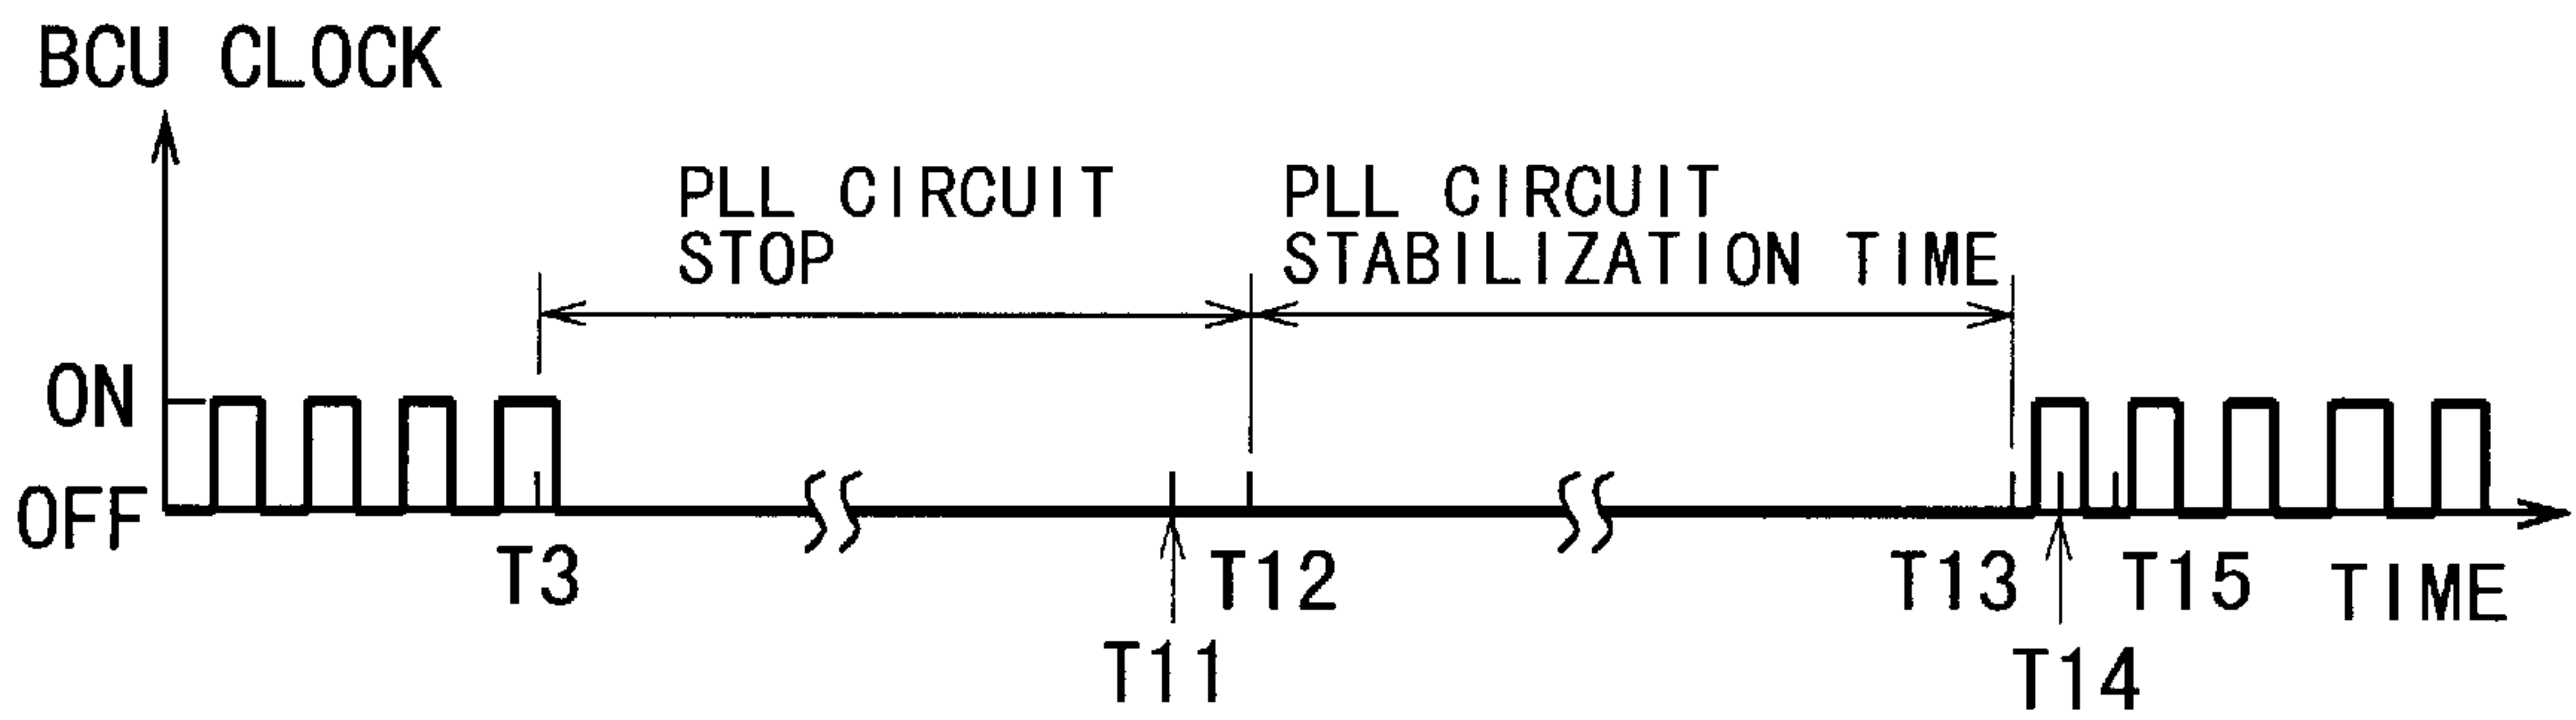 BCU CLOCK
PLL CIRCUIT
STOP
PLL CIRCUIT
STABILIZATION TIME
ON
OFF
T3
T11
T12
T13
T14
T15
TIME